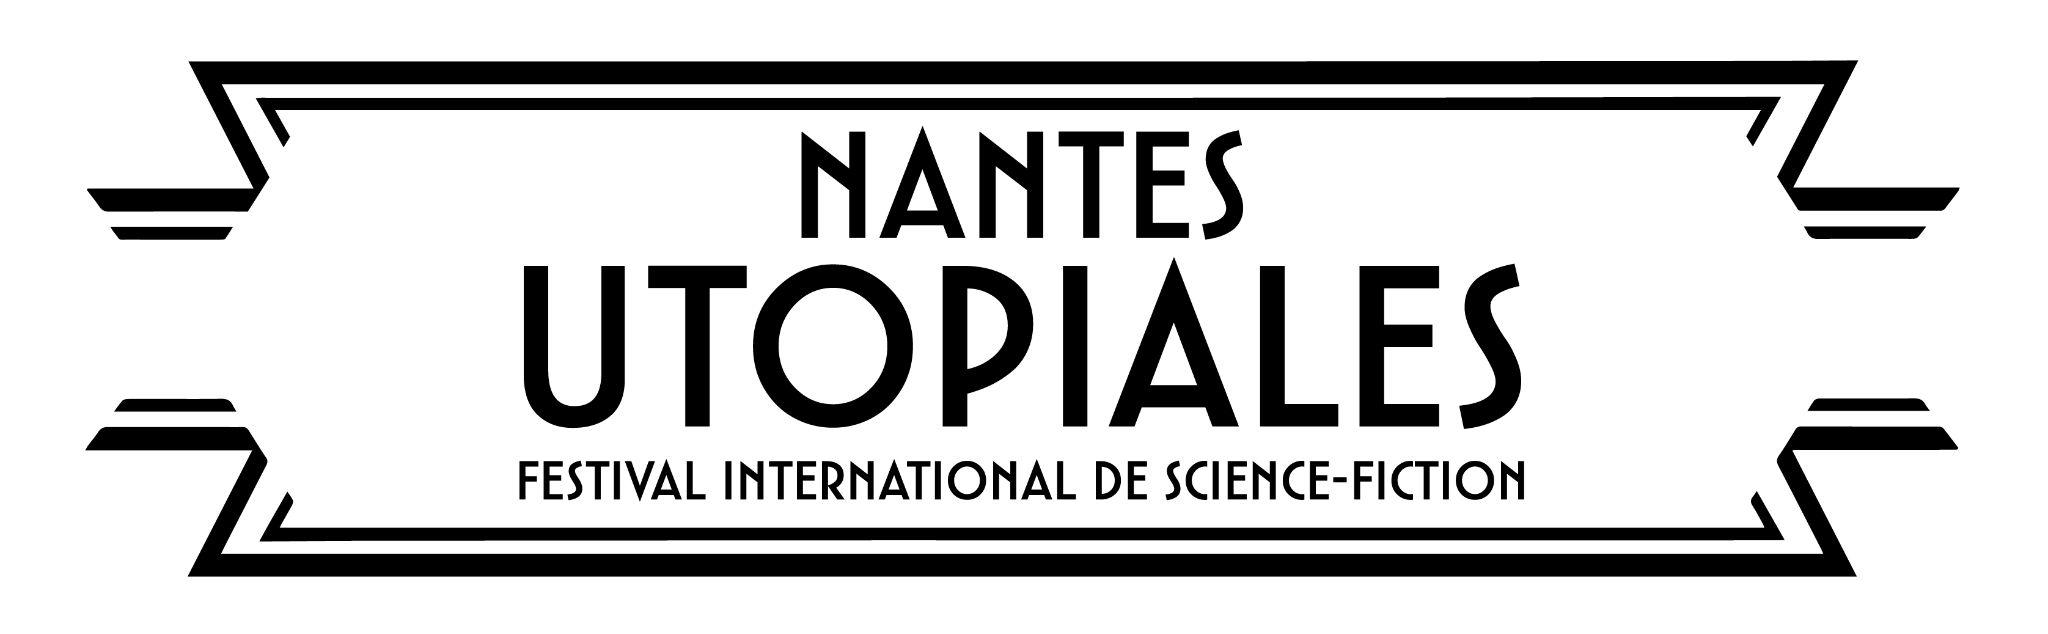 NANTES
UTOPIALES
FESTIVAL INTERNATIONAL DE SCIENCE-FICTION